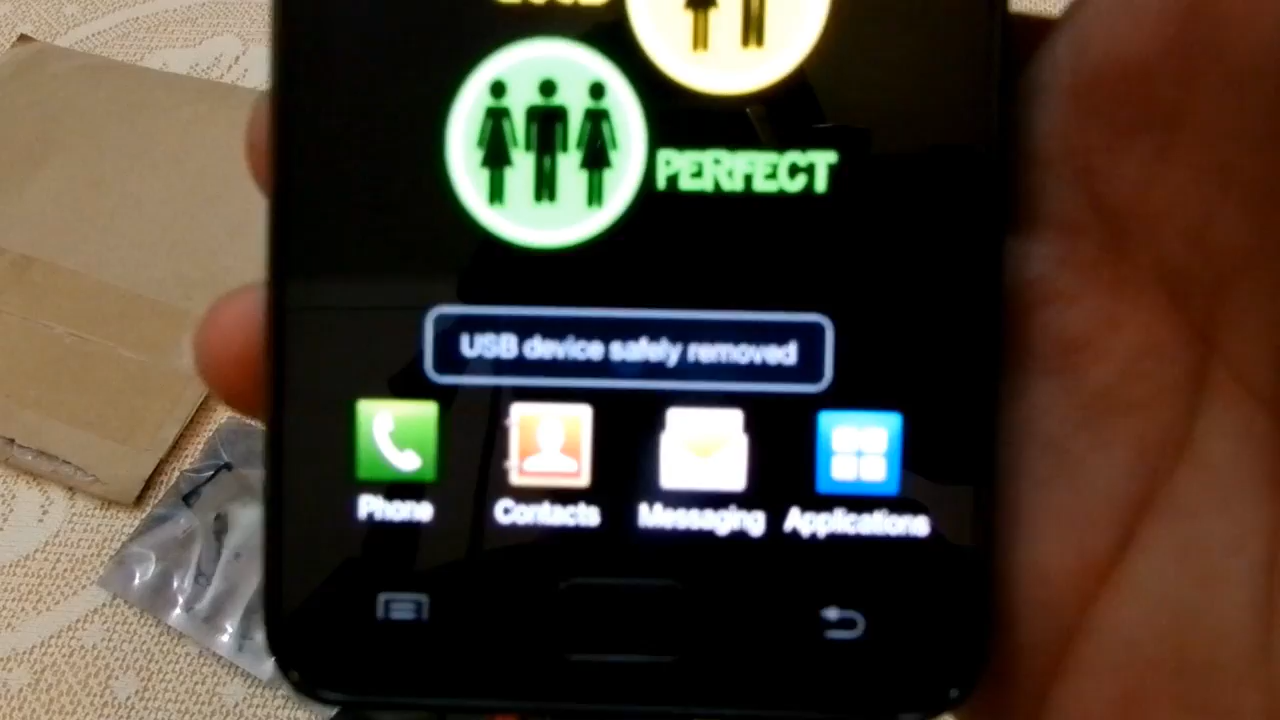 PERFECT
USB device safely removed
Phone
Contacts
Messaging
Applications